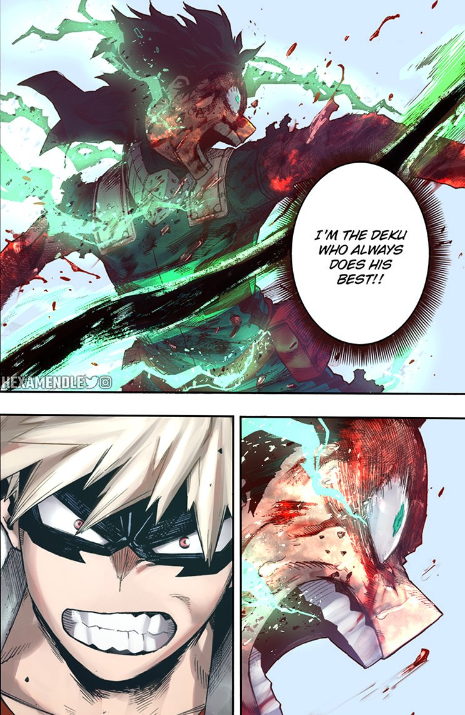 I'M THE DEKU
WHO ALWAYS
DOES HIS
BEST!!
HEXAMENDLE